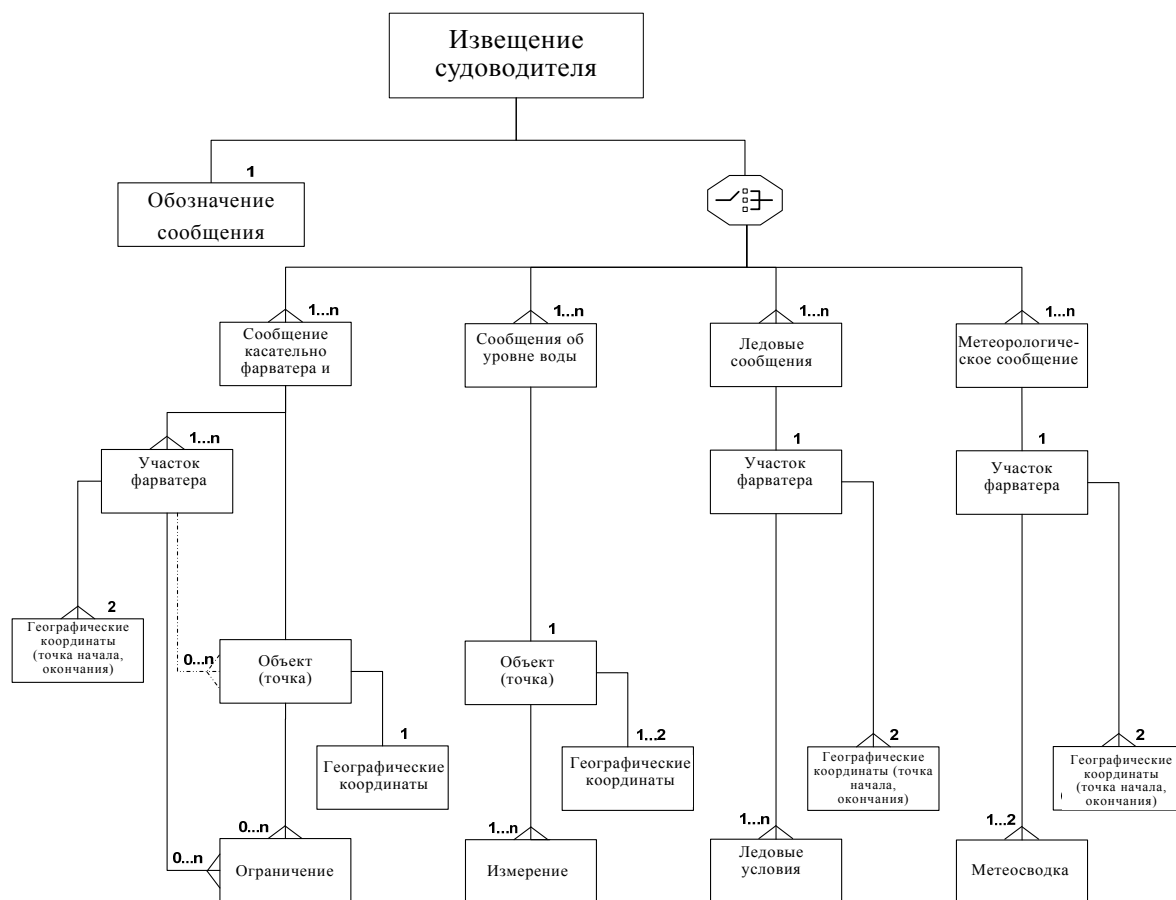 Извещение
судоводителя
1
Обозначение
сообщения
1...n
1...n
1...n
1...n
Сообщение
касательно
фарватера и
Сообщения об
уровне воды
Ледовые
сообщения
Метеорологиче-
ское сообщение
1...n
1
1
Участок
фарватера
Участок
фарватера
Участок
фарватера
2
Географические
координаты
(точка начала,
окончания)
0...n
Объект
(точка)
1
Объект
(точка)
1
Географические
координаты
1...2
Географические
координаты
2
Географические
координаты (точка
начала,
окончания)
2
Географические
координаты
(точка начала,
окончания)
0...n
0...n
Ограничение
1...n
Измерение
1...n
Ледовые
условия
1...2
Метеосводка